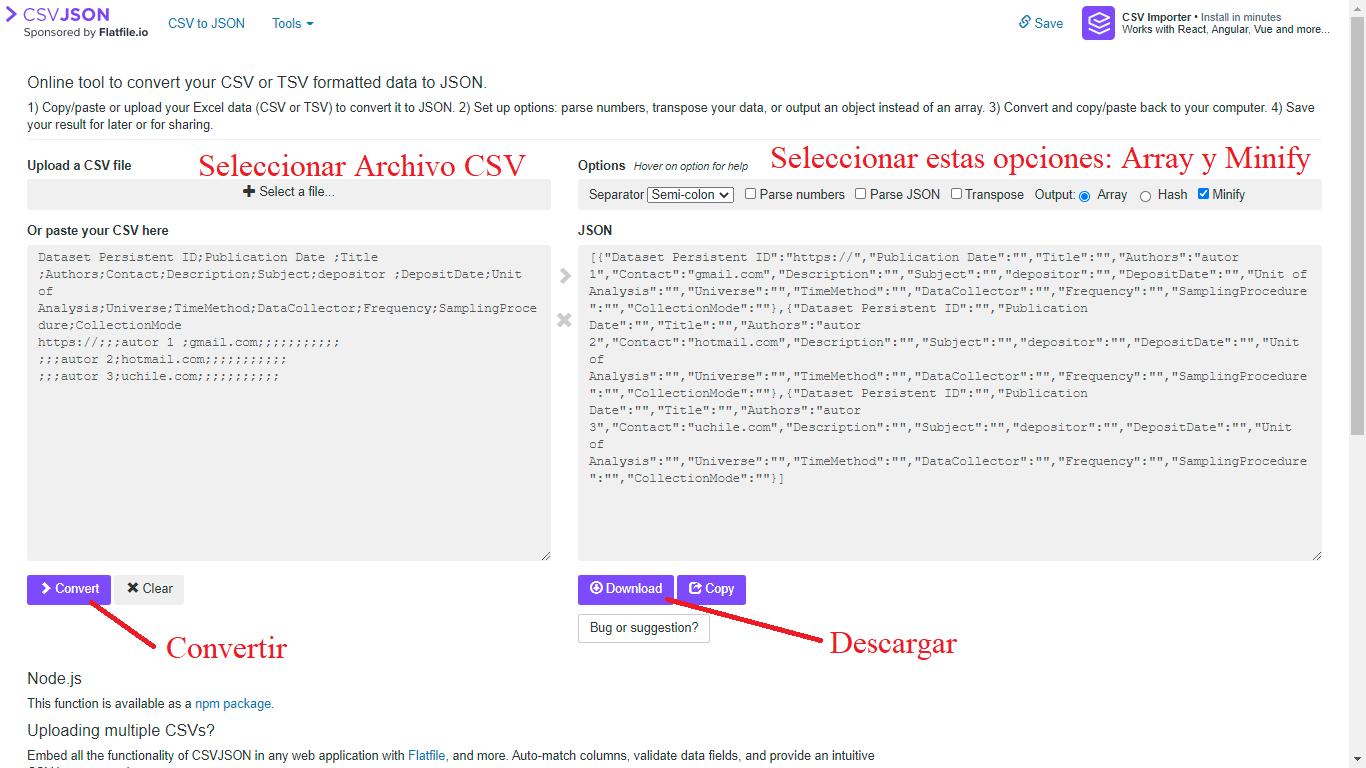 CSVJSON
Sponsored by Flatfile.io
CSV to JSON
Tools
Save
CSV Importer • Install in minutes
Works with React, Angular, Vue and more...
Online tool to convert your CSV or TSV formatted data to JSON.
1) Copy/paste or upload your Excel data (CSV or TSV) to convert it to JSON. 2) Set up options: parse numbers, transpose your data, or output an object instead of an array. 3) Convert and copy/paste back to your computer. 4) Save
your result for later or for sharing.
Upload a CSV file
Seleccionar Archivo CSV
Select a file...
Options Hover on option for help
Seleccionar estas opciones: Array y Minify
Separator Semi-colon Parse numbers Parse JSON Transpose Output: Array Hash Minify
Or paste your CSV here
Dataset Persistent ID;Publication Date ;Title
;Authors;Contact;Description;Subject;depositor ;DepositDate;Unit
of
Analysis;Universe;TimeMethod;DataCollector;Frequency;SamplingProce
dure;CollectionMode
https://;;;autor 1 ;gmail.com;;;;;;;;;;;
;;;autor 2;hotmail.com;;;;;;;;;;;
;;;autor 3;uchile.com;;;;;;;;;;;
JSON
[{"Dataset Persistent ID":"https://","Publication Date":"","Title":"","Authors":"autor
1","Contact":"gmail.com","Description":"","Subject":"","depositor":"","DepositDate":"","Unit of
Analysis":"","Universe":"","TimeMethod":"","DataCollector":"","Frequency":"","SamplingProcedure
":"","CollectionMode":""},{"Dataset Persistent ID":"","Publication
Date":"","Title":"","Authors":"autor
2","Contact":"hotmail.com","Description":"","Subject":"","depositor":"","DepositDate":"","Unit
of
Analysis":"","Universe":"","TimeMethod":"","DataCollector":"","Frequency":"","SamplingProcedure
":"","CollectionMode":""},{"Dataset Persistent ID":"","Publication
Date":"","Title":"","Authors":"autor
3","Contact":"uchile.com","Description":"","Subject":"","depositor":"","DepositDate":"","Unit
of
Analysis":"","Universe":"","TimeMethod":"","DataCollector":"","Frequency":"","SamplingProcedure
":"","CollectionMode":""}]
Convert
Clear
Download
Copy
Bug or suggestion?
Convertir
Descargar
Node.js
This function is available as a npm package.
Uploading multiple CSVs?
Embed all the functionality of CSVJSON in any web application with Flatfile, and more. Auto-match columns, validate data fields, and provide an intuitive